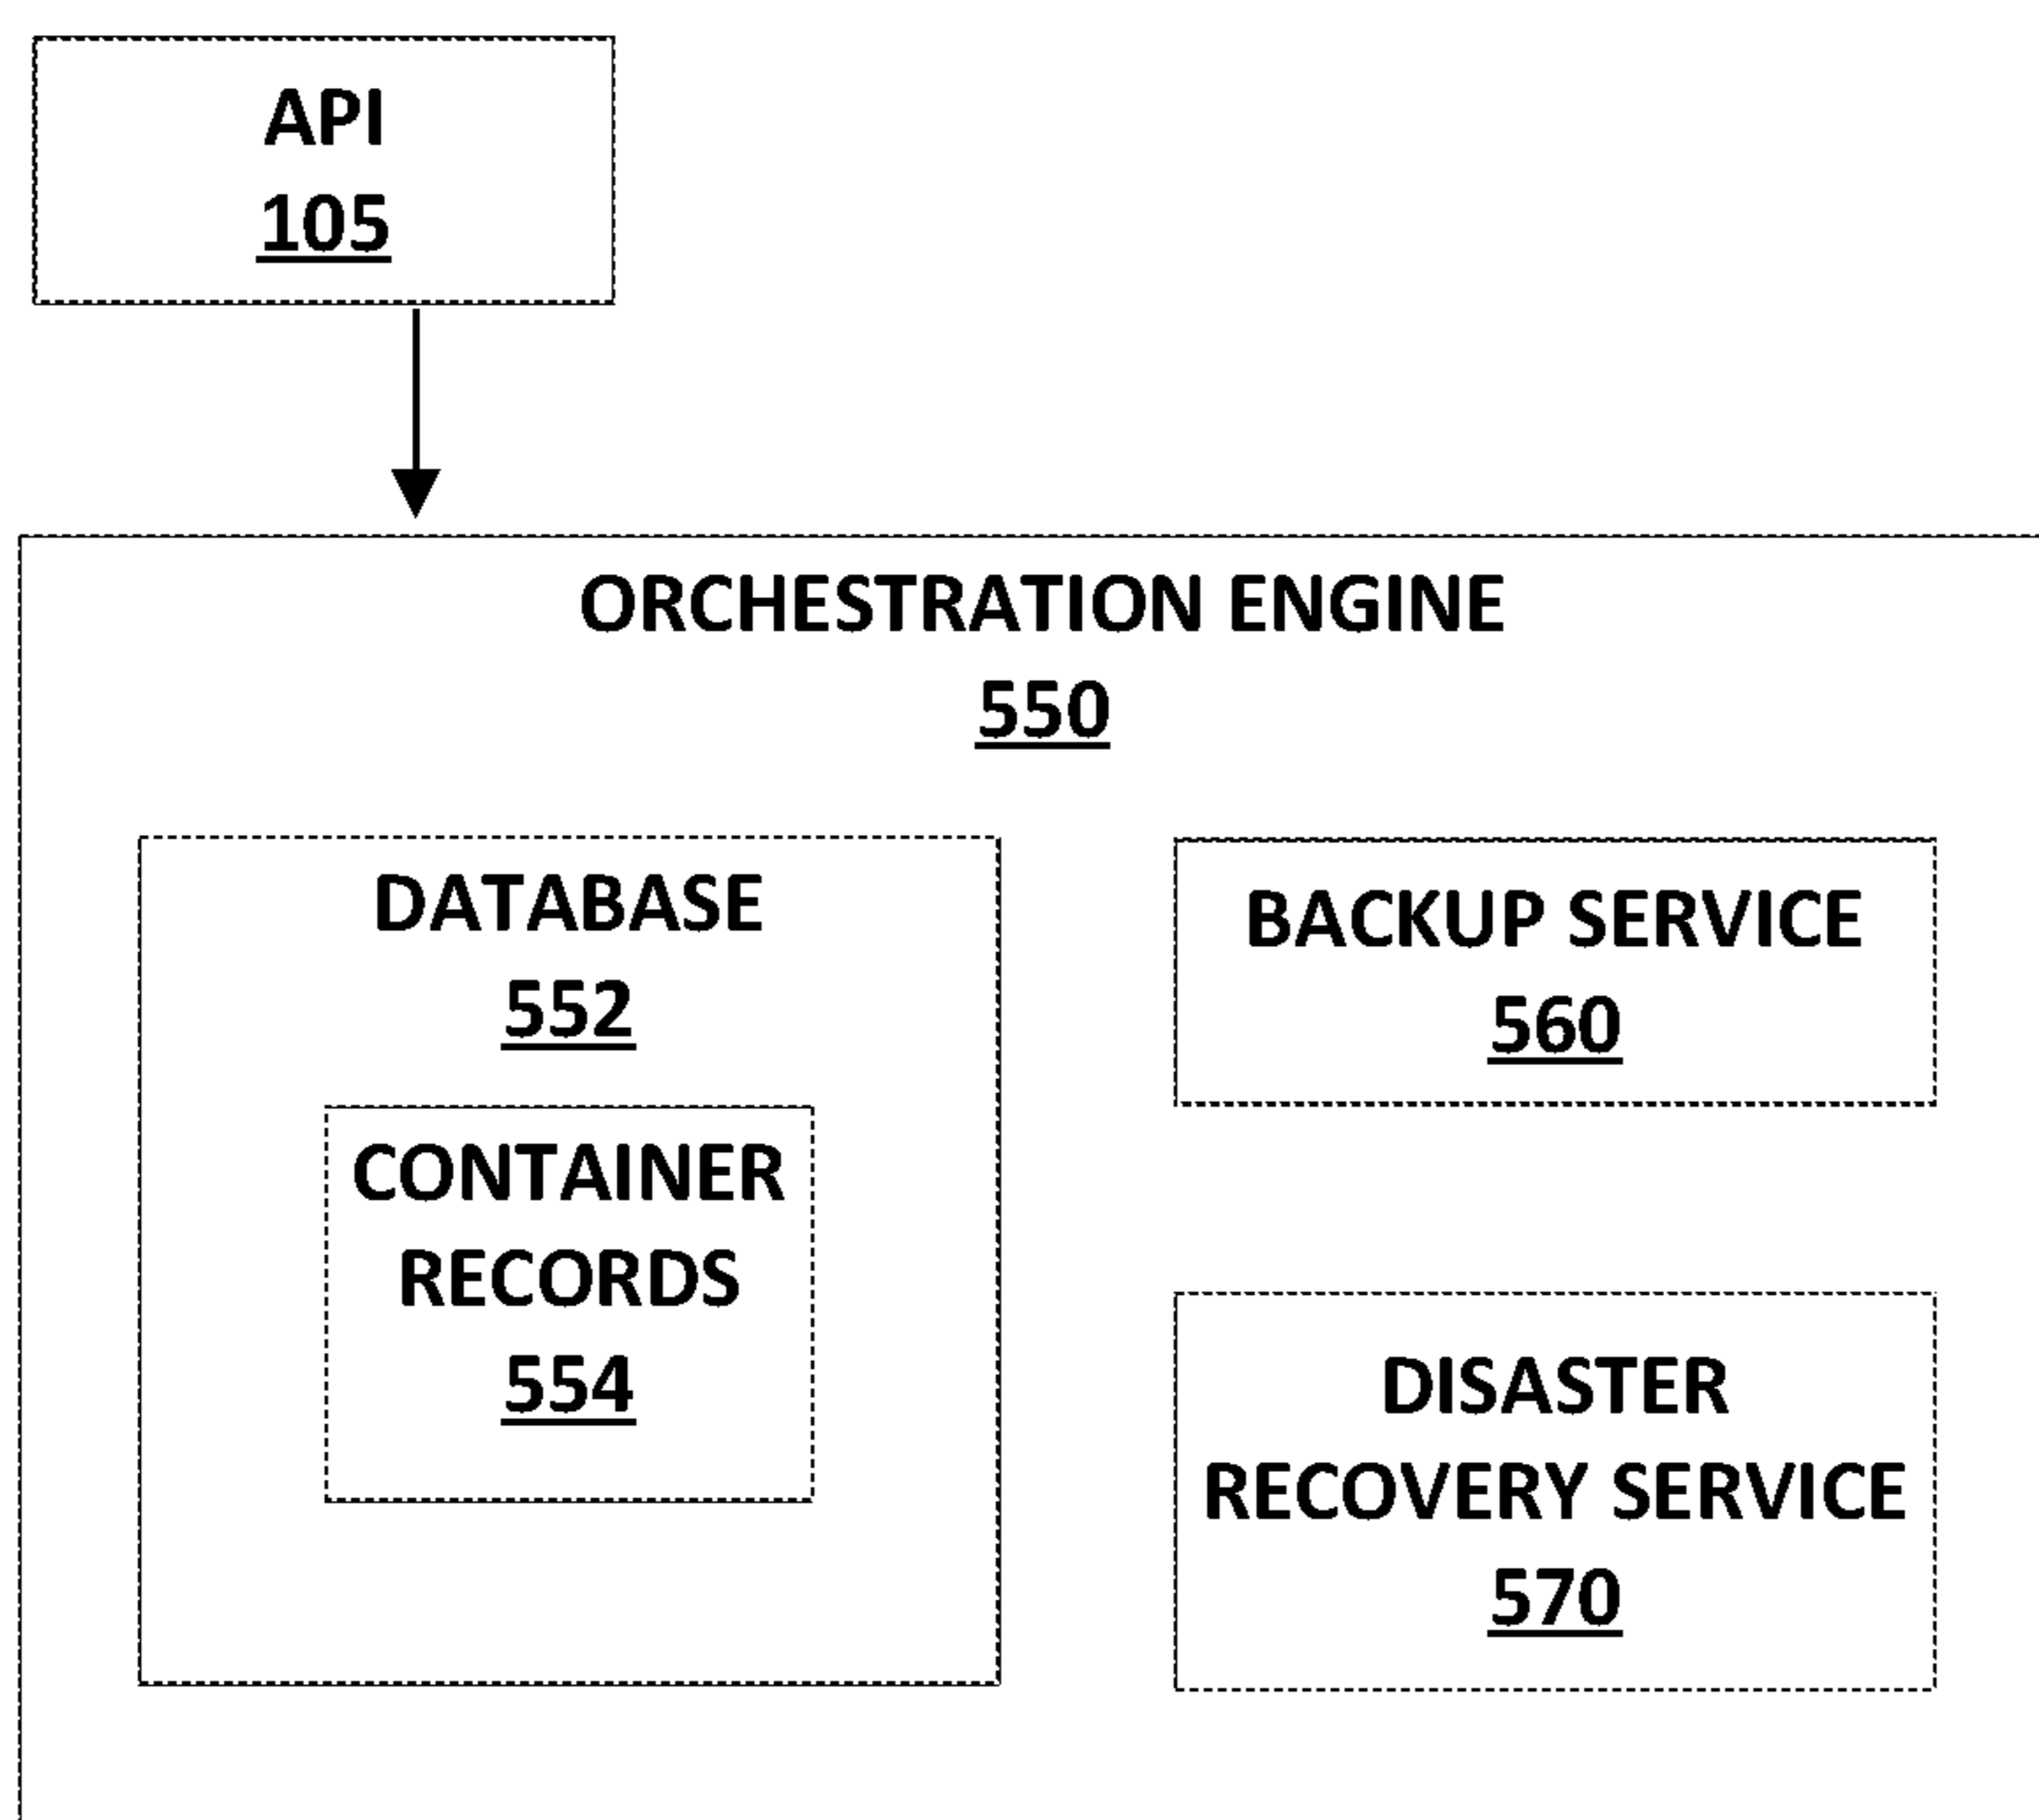 API
105
ORCHESTRATION ENGINE
550
DATABASE
552
CONTAINER
RECORDS
554
BACKUP SERVICE
560
DISASTER
RECOVERY SERVICE
570